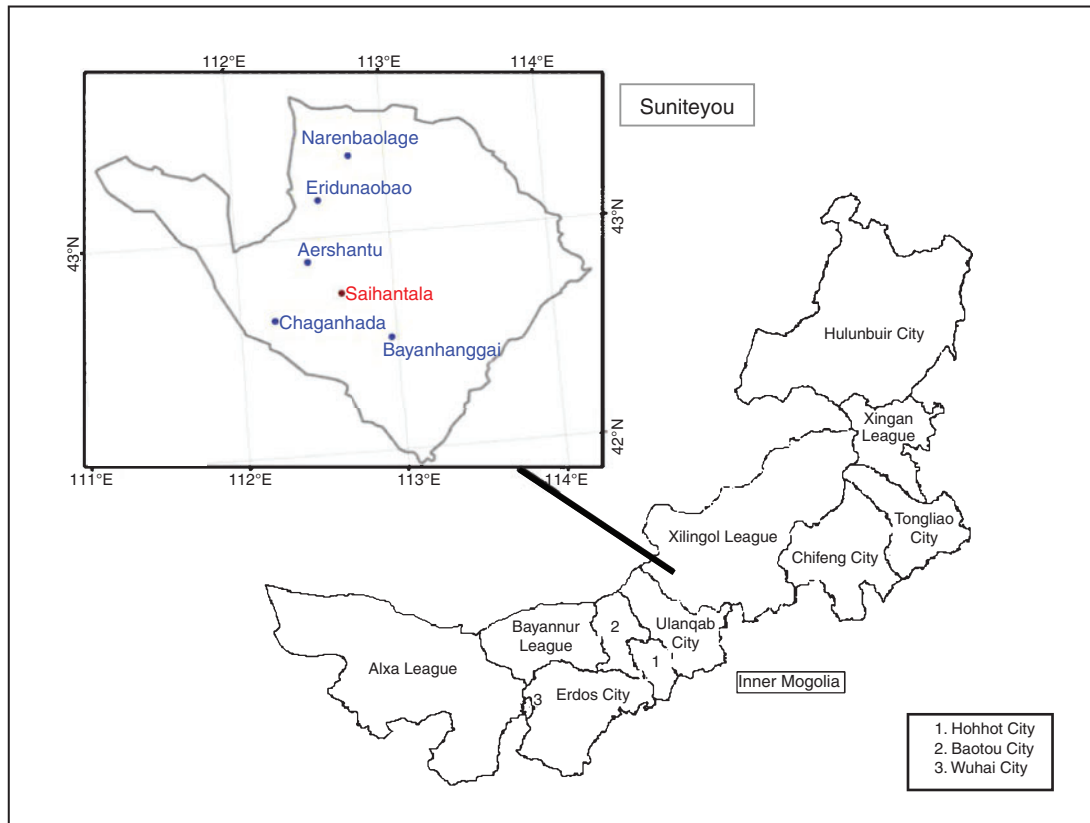 112°E
113°E
114°E
Suniteyou
Narenbaolage
Eridunaobao
43°N
43°N
Aershantu
Saihantala
Chaganhada
Bayanhanggai
42°N
111°E
112°E
113°E
114°E
Hulunbuir City
Xingan
League
Tongliao
City
Xilingol League
Chifeng City
Bayannur
League
2
Ulanqab
City
1
Alxa League
3
Erdos City
Inner Mogolia
1. Hohhot City
2. Baotou City
3. Wuhai City